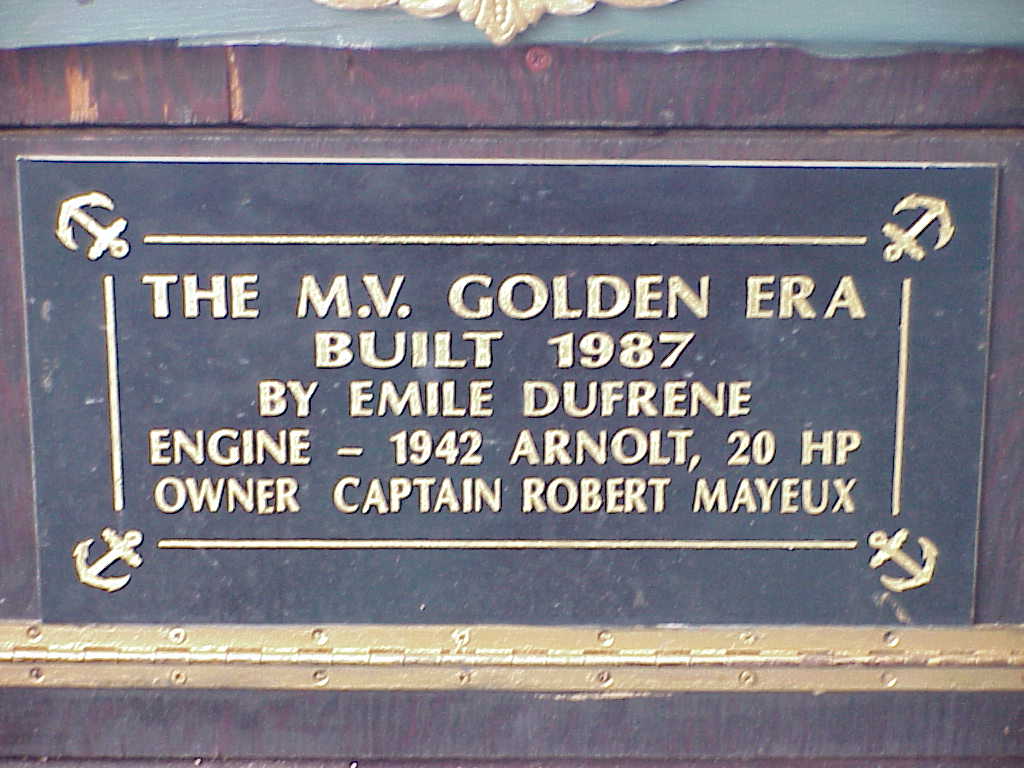 THE M.V. GOLDEN ERA
BUILT 1987
BY EMILE DUFRENE
ENGINE – 1942 ARNOLT, 20 HP
OWNER CAPTAIN ROBERT MAYEUX